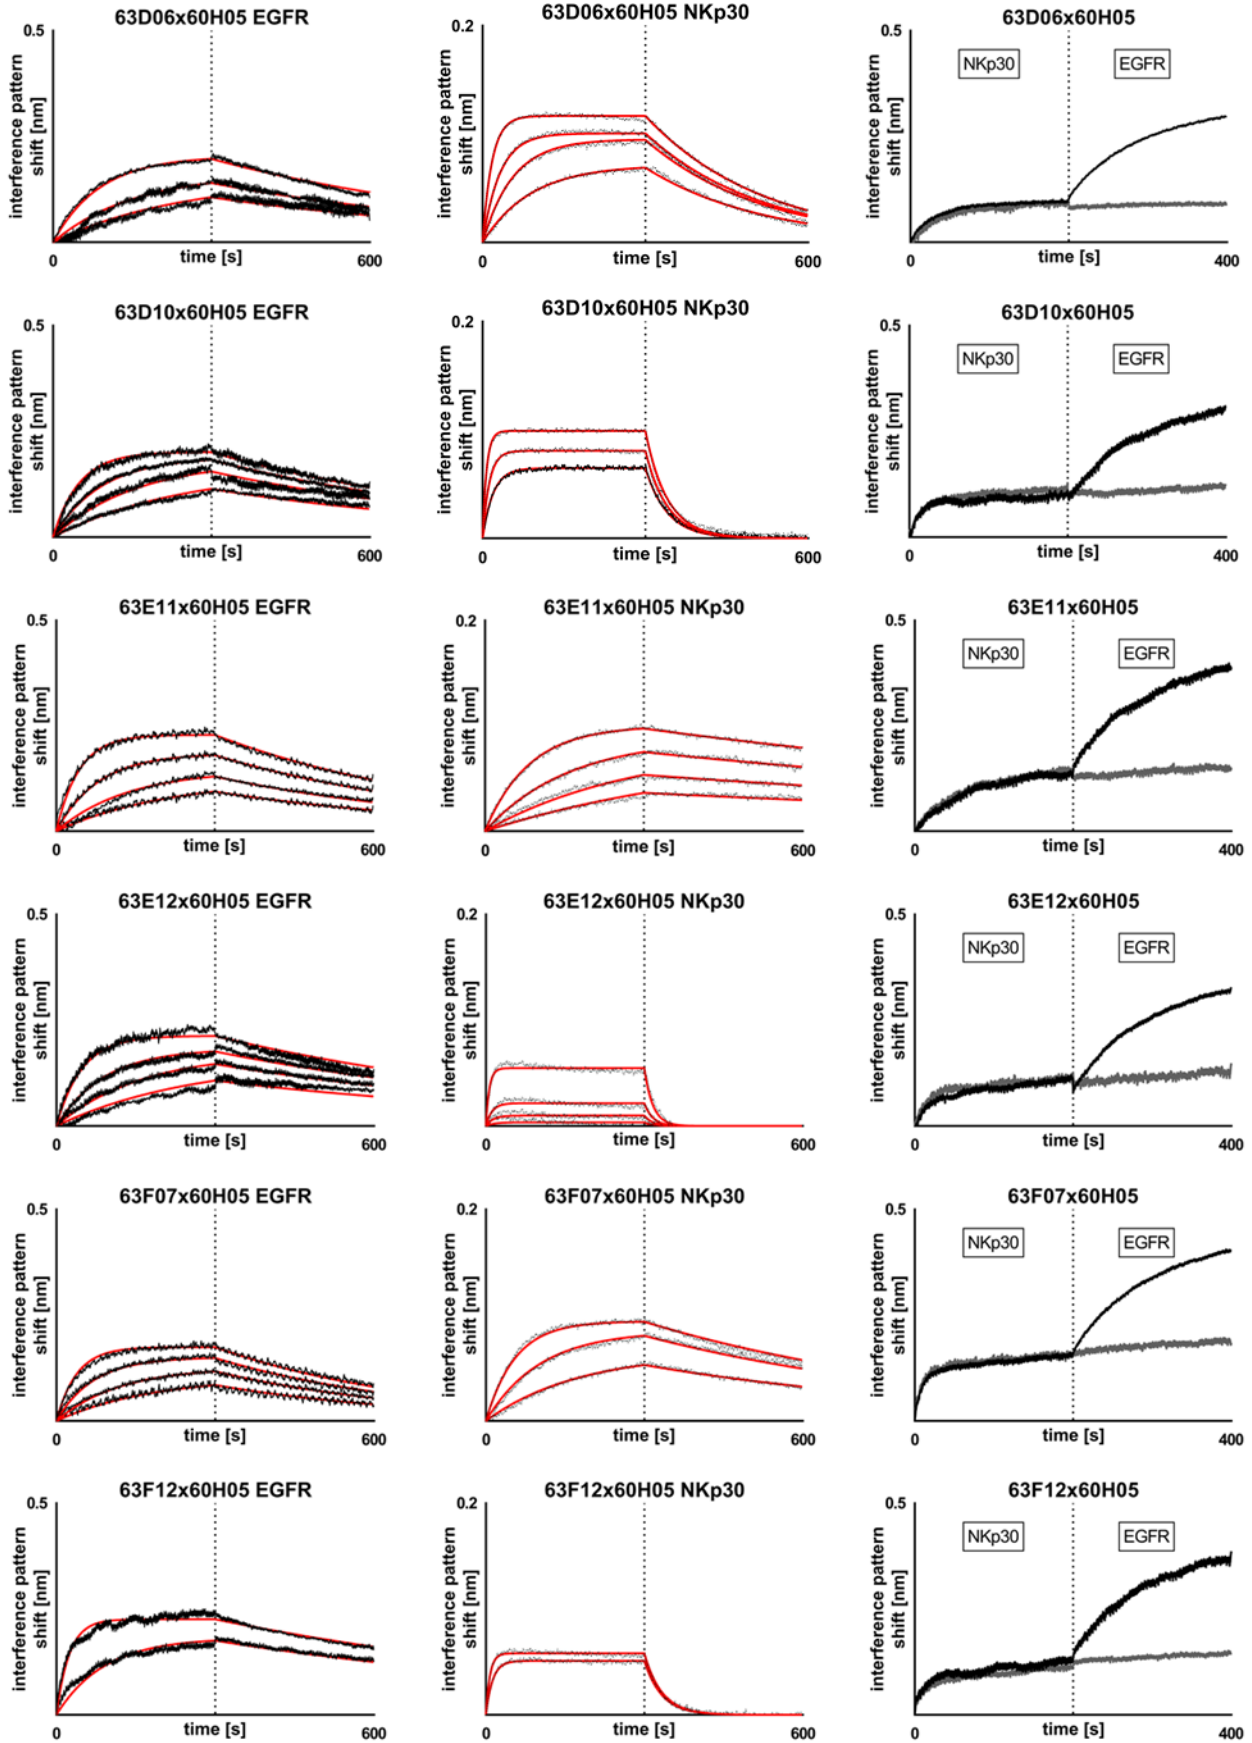 63D06x60H05 EGFR
0.5
interference pattern
shift [nm]
0
time [s]
600
63D06x60H05 NKp30
0.2
interference pattern
shift [nm]
0
time [s]
600
63D06x60H05
0.5
NKp30
EGFR
interference pattern
shift [nm]
0
time [s]
400
63D10x60H05 EGFR
0.5
interference pattern
shift [nm]
0
time [s]
600
63D10x60H05 NKp30
0.2
interference pattern
shift [nm]
0
time [s]
600
63D10x60H05
0.5
NKp30
EGFR
interference pattern
shift [nm]
0
time [s]
400
63E11x60H05 EGFR
0.5
interference pattern
shift [nm]
0
time [s]
600
63E11x60H05 NKp30
0.2
interference pattern
shift [nm]
0
time [s]
600
63E11x60H05
0.5
NKp30
EGFR
interference pattern
shift [nm]
0
time [s]
400
63E12x60H05 EGFR
0.5
interference pattern
shift [nm]
0
time [s]
600
63E12x60H05 NKp30
0.2
interference pattern
shift [nm]
0
time [s]
600
63E12x60H05
0.5
NKp30
EGFR
interference pattern
shift [nm]
0
time [s]
400
63F07x60H05 EGFR
0.5
interference pattern
shift [nm]
0
time [s]
600
63F07x60H05 NKp30
0.2
interference pattern
shift [nm]
0
time [s]
600
63F07x60H05
0.5
NKp30
EGFR
interference pattern
shift [nm]
0
time [s]
400
63F12x60H05 EGFR
0.5
interference pattern
shift [nm]
0
time [s]
600
63F12x60H05 NKp30
0.2
interference pattern
shift [nm]
0
time [s]
600
63F12x60H05
0.5
NKp30
EGFR
interference pattern
shift [nm]
0
time [s]
400